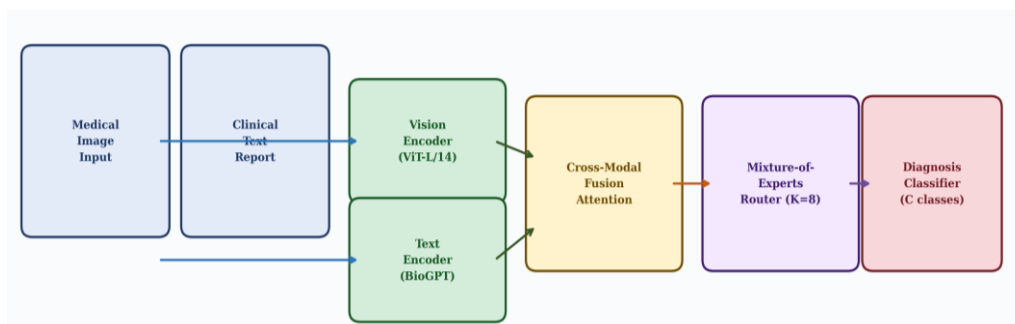 Medical
Image
Input
Clinical
Text
Report
Vision
Encoder
(ViT-L/14)
Text
Encoder
(BioGPT)
Cross-Modal
Fusion
Attention
Mixture-of-
Experts
Router (K=8)
Diagnosis
Classifier
(C classes)